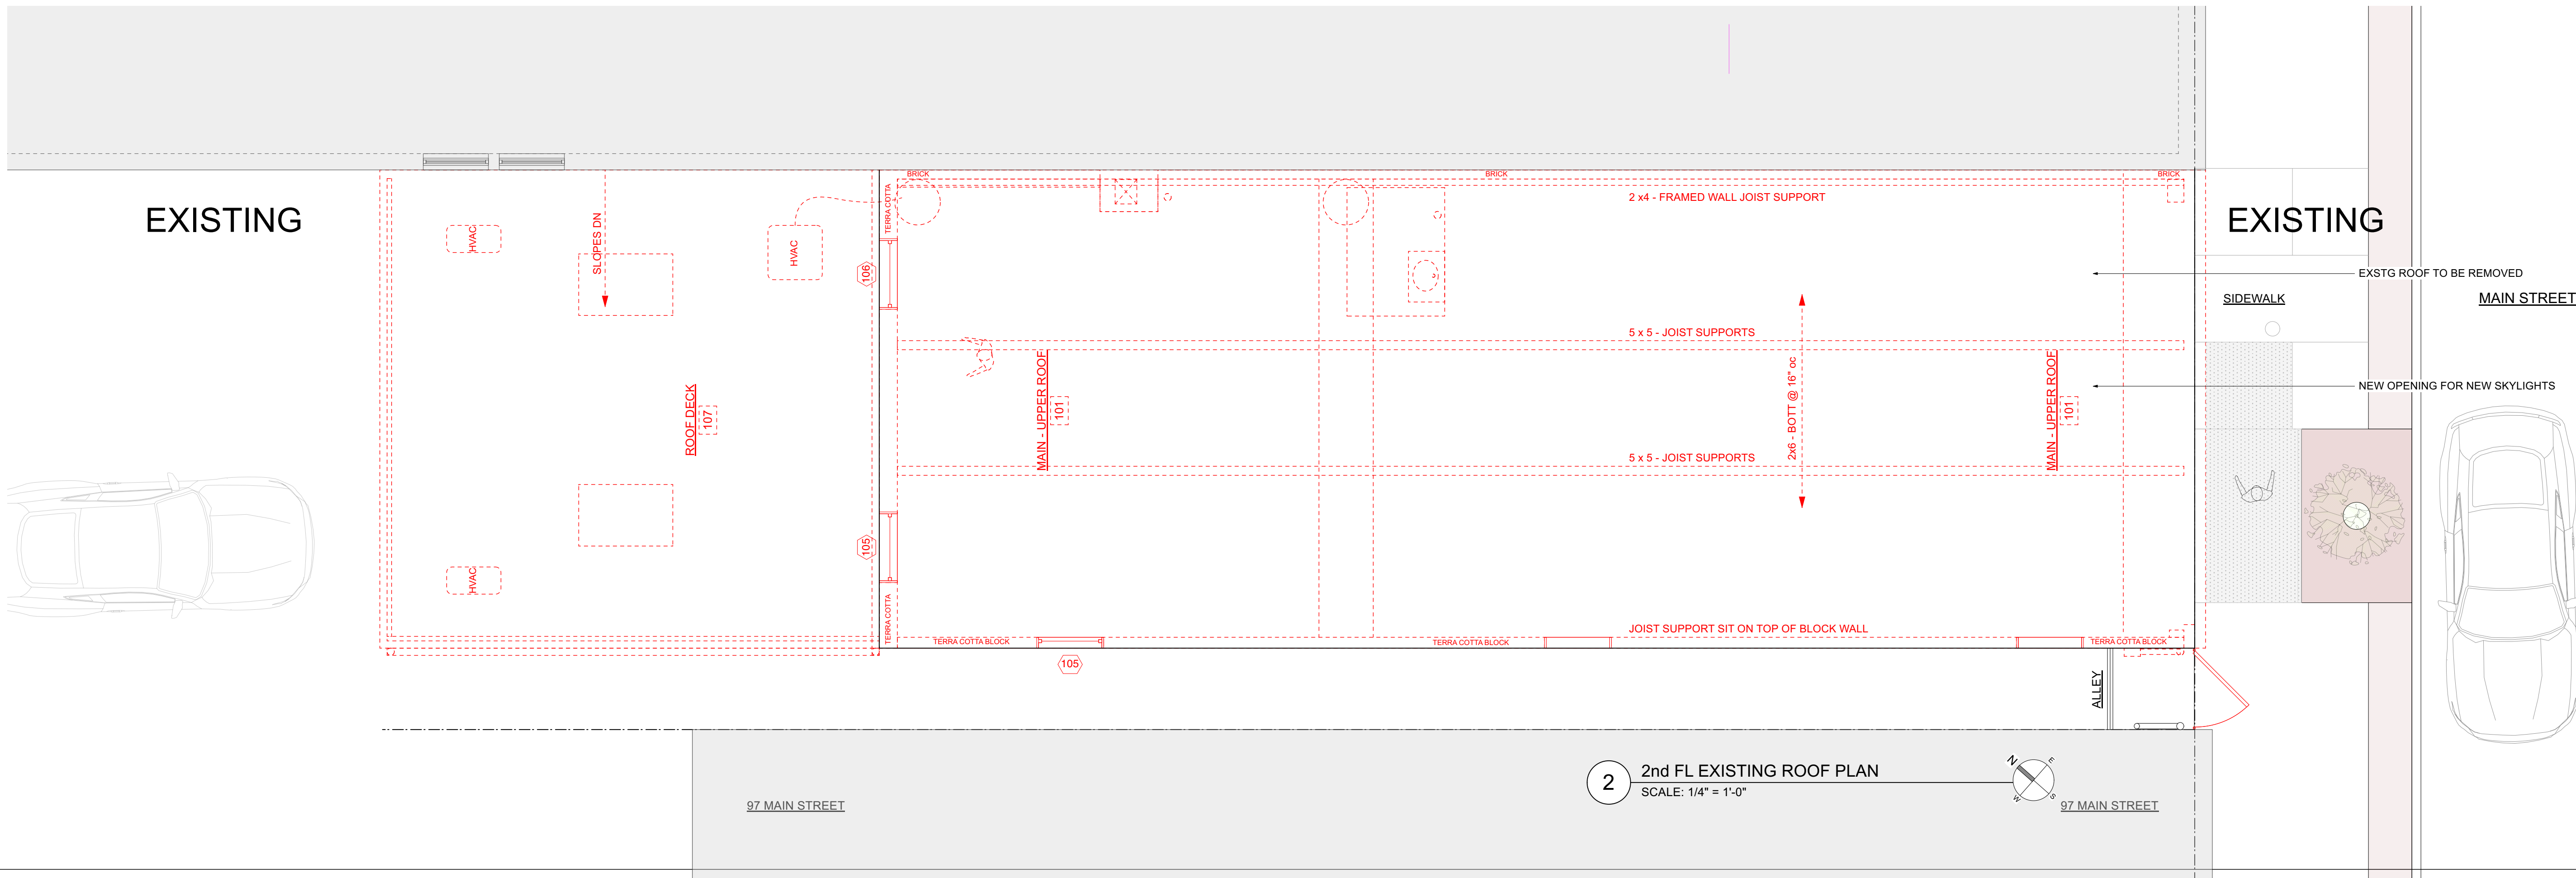 BRICK
BRICK
BRICK
EXISTING
HVAC
SLOPES DN
HVAC
TERRA COTTA
106
2 x4 - FRAMED WALL JOIST SUPPORT
EXISTING
EXSTG ROOF TO BE REMOVED
SIDEWALK
MAIN STREET
5 x 5 - JOIST SUPPORTS
NEW OPENING FOR NEW SKYLIGHTS
ROOF DECK
107
MAIN - UPPER ROOF
101
2x6 - BOTT @ 16" oc
MAIN - UPPER ROOF
101
5 x 5 - JOIST SUPPORTS
HVAC
105
TERRA COTTA
TERRA COTTA BLOCK
TERRA COTTA BLOCK
JOIST SUPPORT SIT ON TOP OF BLOCK WALL
TERRA COTTA BLOCK
105
ALLEY
2
2nd FL EXISTING ROOF PLAN
SCALE: 1/4" = 1'-0"
N
E
W
S
97 MAIN STREET
97 MAIN STREET